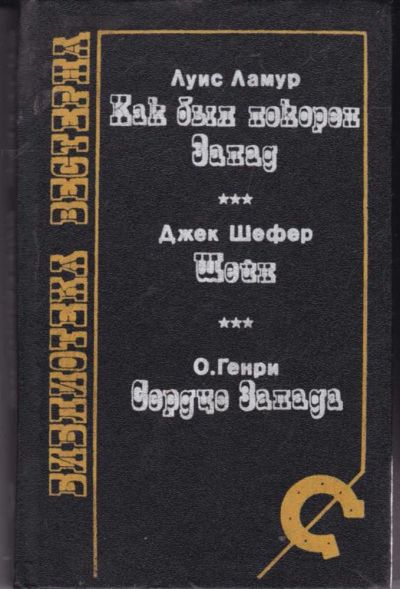 БИБЛИОТЕКА ВЕСТЕРНА
Луис Ламур
Как был покорен
Запад
***
Джек Шефер
Шейн
***
О.Генри
Сердце Запада